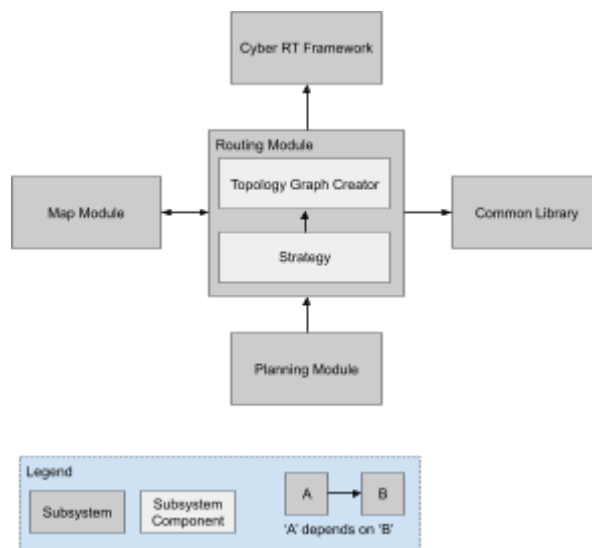 Cyber RT Framework
Routing Module
Topology Graph Creator
Map Module
Common Library
Strategy
Planning Module
Legend
Subsystem
Subsystem
Component
A
B
'A' depends on 'B'